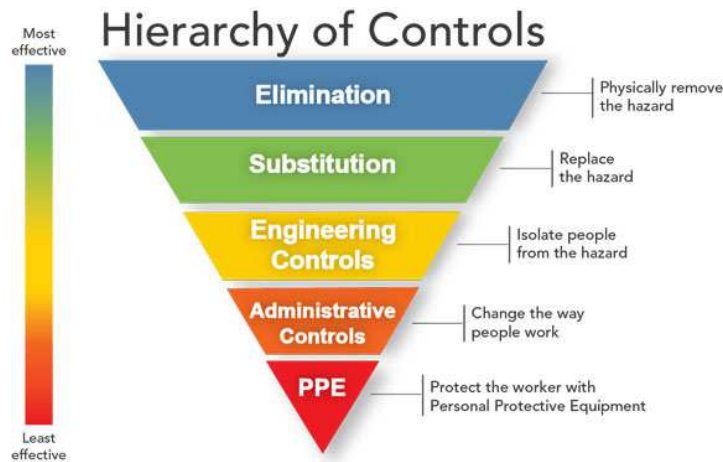 Hierarchy of Controls
Most
effective
Elimination
Physically remove
the hazard
Substitution
Replace
the hazard
Engineering
Controls
Isolate people
from the hazard
Administrative
Controls
Change the way
people work
PPE
Protect the worker with
Personal Protective Equipment
Least
effective